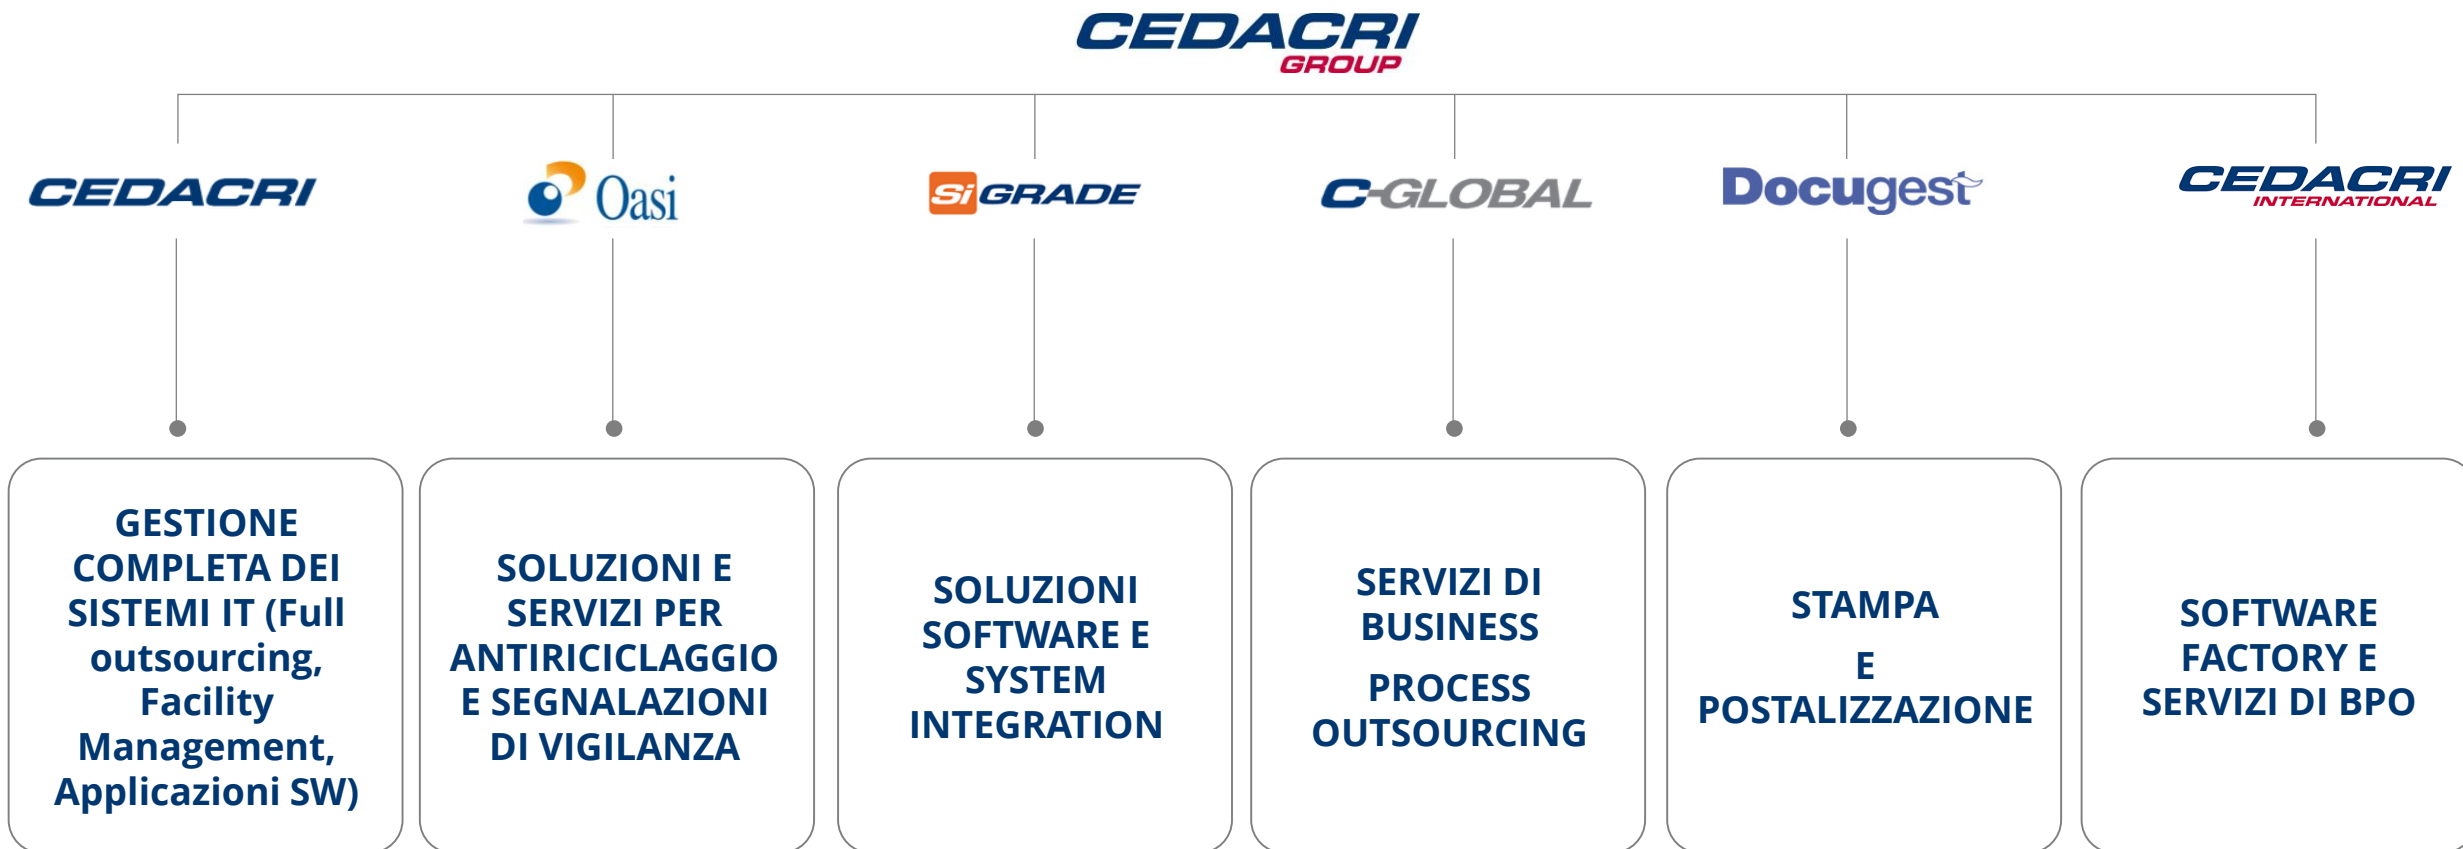 CEDACRI
GROUP
CEDACRI
Oasi
Si GRADE
C-GLOBAL
Docugest
CEDACRI
INTERNATIONAL
GESTIONE
COMPLETA DEI
SISTEMI IT (Full
outsourcing,
Facility
Management,
Applicazioni SW)
SOLUZIONI E
SERVIZI PER
ANTIRICICLAGGIO
E SEGNALAZIONI
DI VIGILANZA
SOLUZIONI
SOFTWARE E
SYSTEM
INTEGRATION
SERVIZI DI
BUSINESS
PROCESS
OUTSOURCING
STAMPA
E
POSTALIZZAZIONE
SOFTWARE
FACTORY E
SERVIZI DI BPO